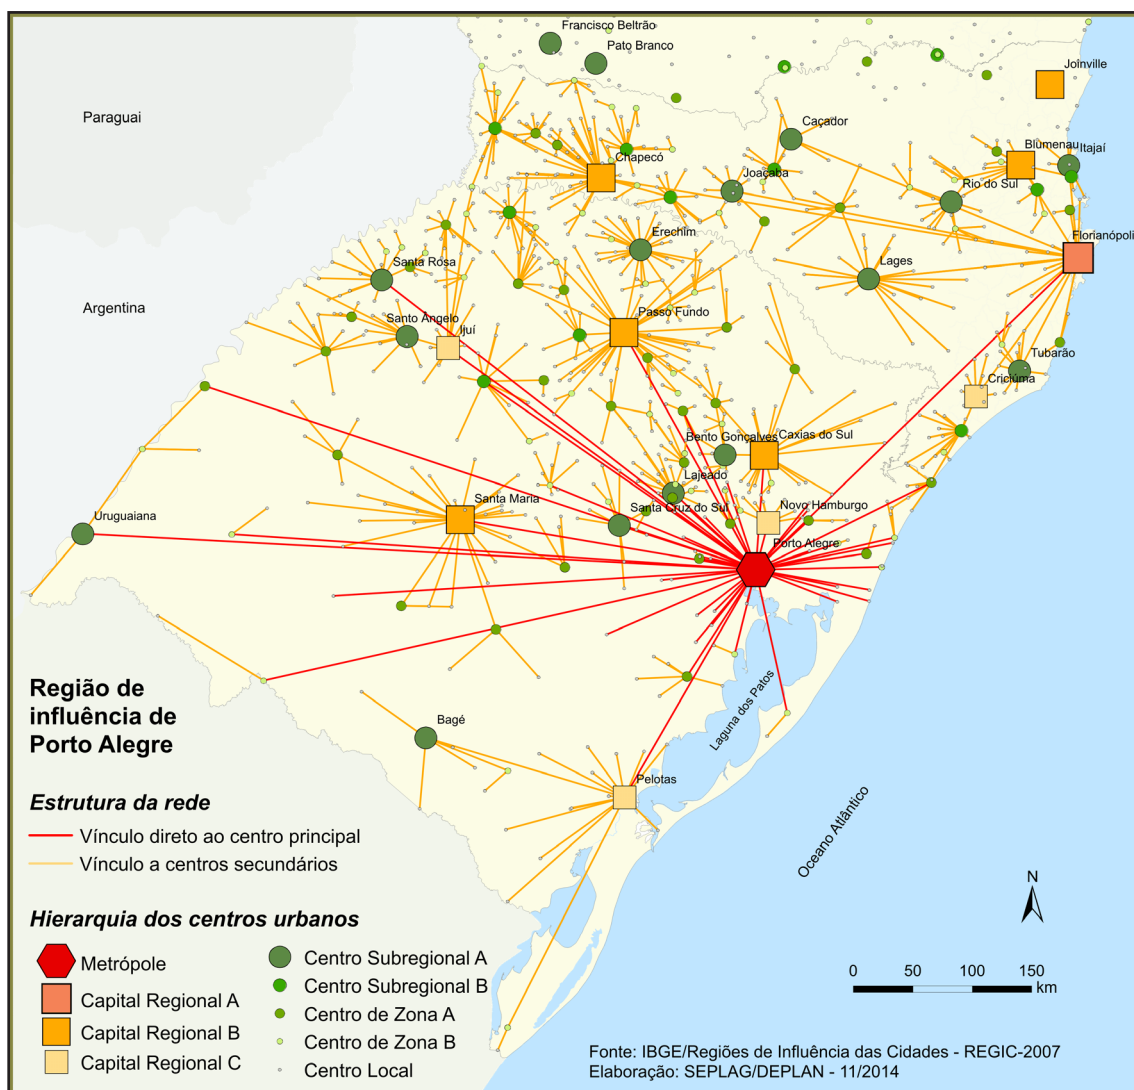 Francisco Beltrão
Pato Branco
Joinville
Paraguai
Caçador
Chapecó
Blumenau
Itajaí
Joaçaba
Rio do Sul
Erechim
Florianópoli
Santa Rosa
Lages
Argentina
Santo Angelo
Ijuí
Passo Fundo
Tubarão
Criciúma
Bento Gonçalves
Caxias do Sul
Lajeado
Santa Maria
Santa Cruz do Sul
Novo Hamburgo
Uruguaiana
Porto Alegre
Região de
influência de
Porto Alegre
Laguna dos Patos
Bagé
Pelotas
Oceano Atlântico
Estrutura da rede
Vínculo direto ao centro principal
Vínculo a centros secundários
N
Hierarquia dos centros urbanos
Metrópole
Capital Regional A
Capital Regional B
Capital Regional C
Centro Subregional A
Centro Subregional B
Centro de Zona A
Centro de Zona B
Centro Local
0 50 100 150
km
Fonte: IBGE/Regiões de Influência das Cidades - REGIC-2007
Elaboração: SEPLAG/DEPLAN - 11/2014